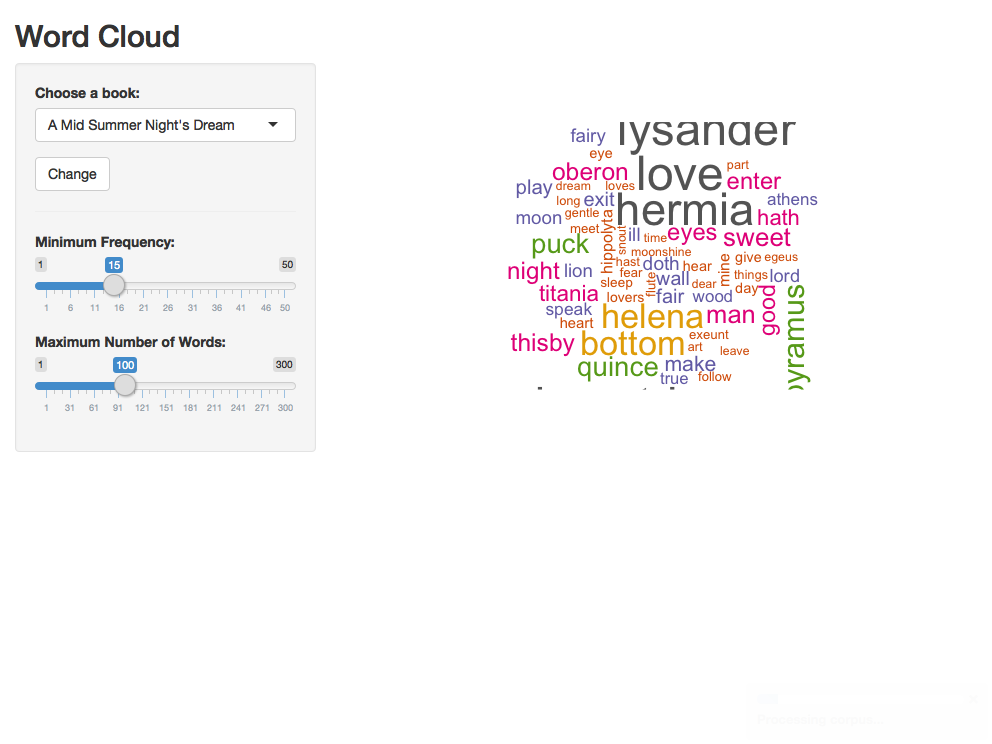 Word Cloud
Choose a book:
A Mid Summer Night's Dream
Change
Minimum Frequency:
1 15 50
1 6 11 16 21 26 31 36 41 46 50
Maximum Number of Words:
1 100 300
1 31 61 91 121 151 181 211 241 271 300
lysander
fairy
eye
love
part
oberon
enter
play
dream
loves
long
exit
athens
hermia
moon
gentle
hath
meet
hippolyta
snout
ill
time
eyes
sweet
puck
moonshine
hast
doth
hear
mine
give
egeus
night
lion
fear
sleep
flute
wall
dear
things
lord
titania
lovers
fair
wood
day
good
pyramus
speak
heart
helena
man
thisby
bottom
exeunt
art
leave
quince
make
true
follow